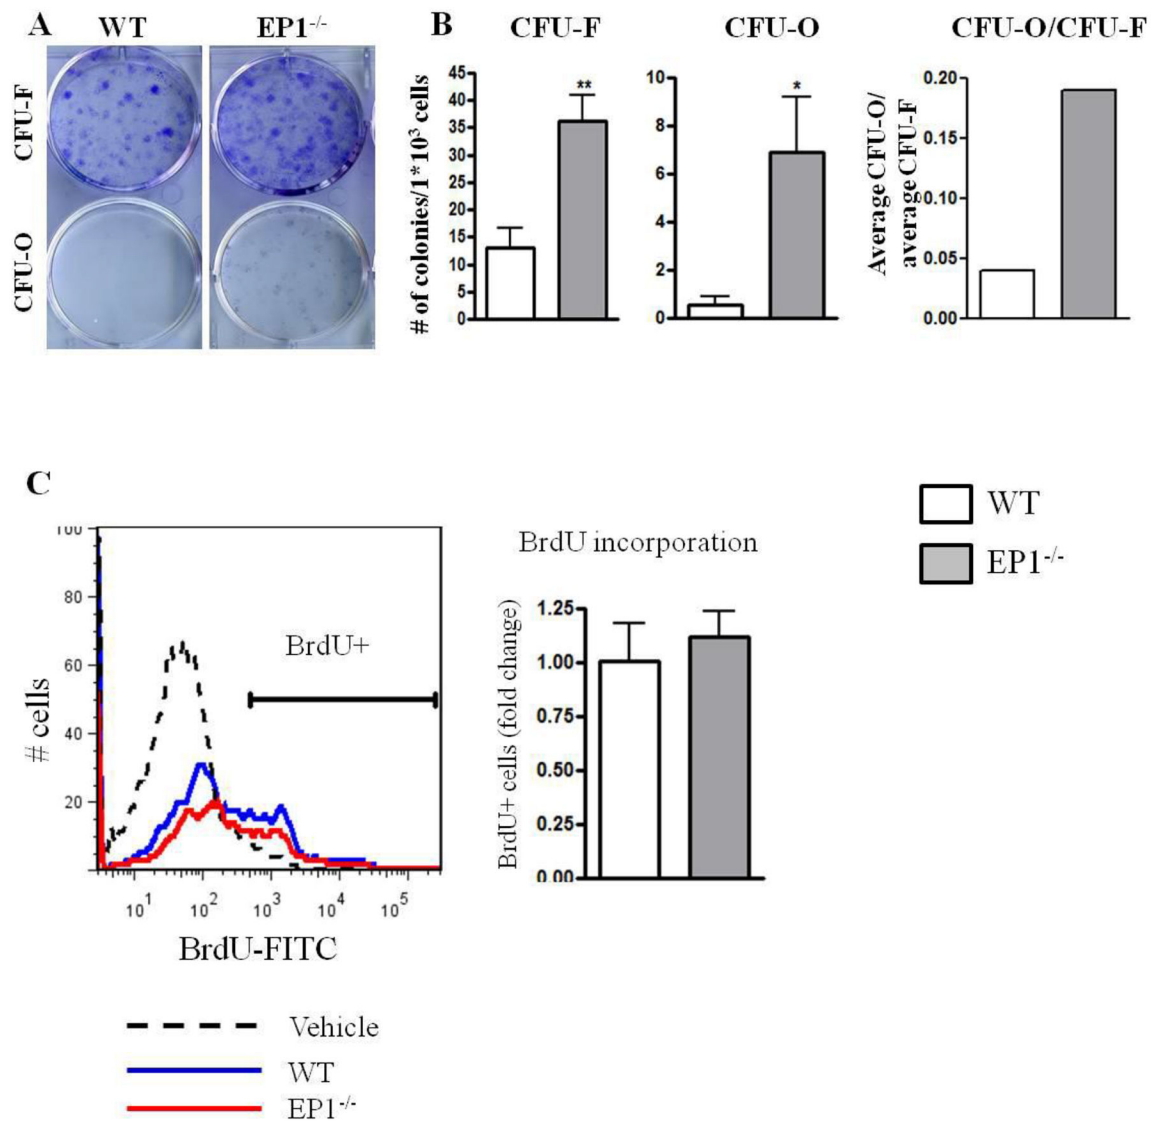 A
WT
EP1-/-
CFU-F
CFU-O
B
CFU-F
CFU-O
CFU-O/CFU-F
# of colonies/1*10³ cells
45
40
35
30
25
20
15
10
5
0
**
10
8
6
4
2
0
*
Average CFU-O/
average CFU-F
0.20
0.15
0.10
0.05
0.00
C
# cells
100
80
60
40
20
BrdU+
10¹ 10² 10³ 10⁴ 10⁵
BrdU-FITC
BrdU incorporation
BrdU+ cells (fold change)
1.25
1.00
0.75
0.50
0.25
0.00
WT
EP1-/-
Vehicle
WT
EP1-/-